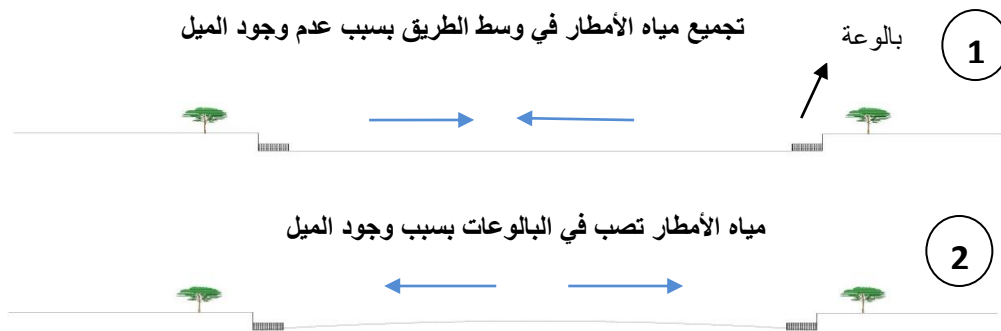 تجميع مياه الأمطار في وسط الطريق بسبب عدم وجود الميل
بالوعة
1
مياه الأمطار تصب في البالوعات بسبب وجود الميل
2